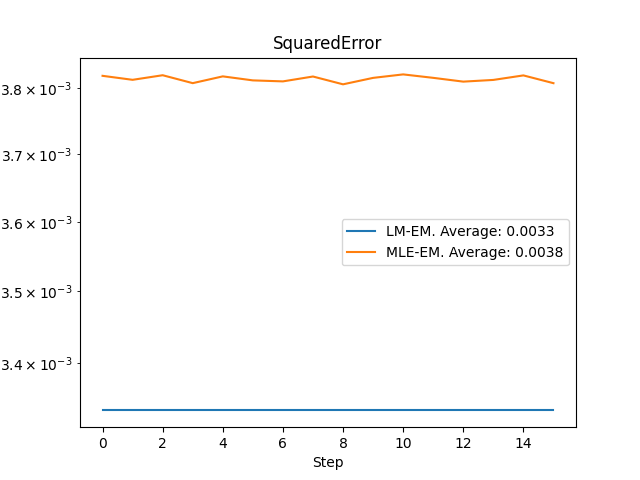 SquaredError
3.8 × 10⁻³
3.7 × 10⁻³
3.6 × 10⁻³
3.5 × 10⁻³
3.4 × 10⁻³
LM-EM. Average: 0.0033
MLE-EM. Average: 0.0038
0 2 4 6 8 10 12 14
Step